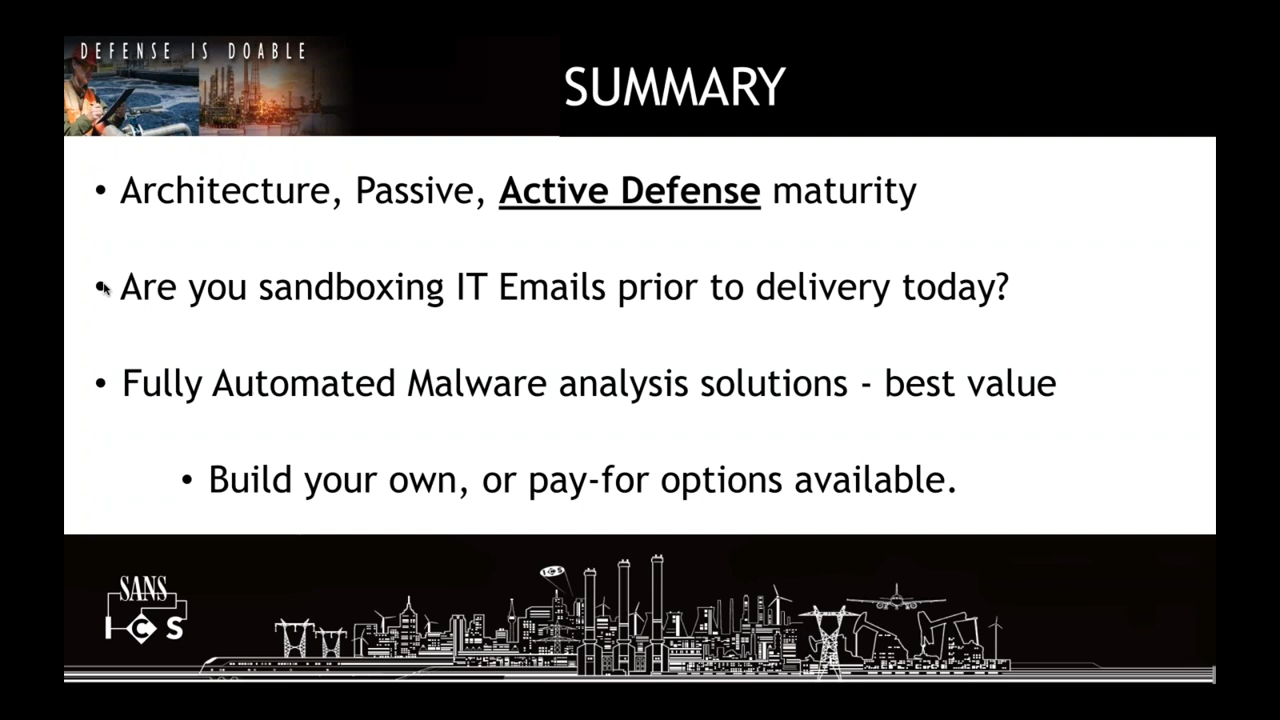 DEFENSE IS DOABLE
SUMMARY
• Architecture, Passive, Active Defense maturity
• Are you sandboxing IT Emails prior to delivery today?
• Fully Automated Malware analysis solutions - best value
• Build your own, or pay-for options available.
ICS
SANS
ICS